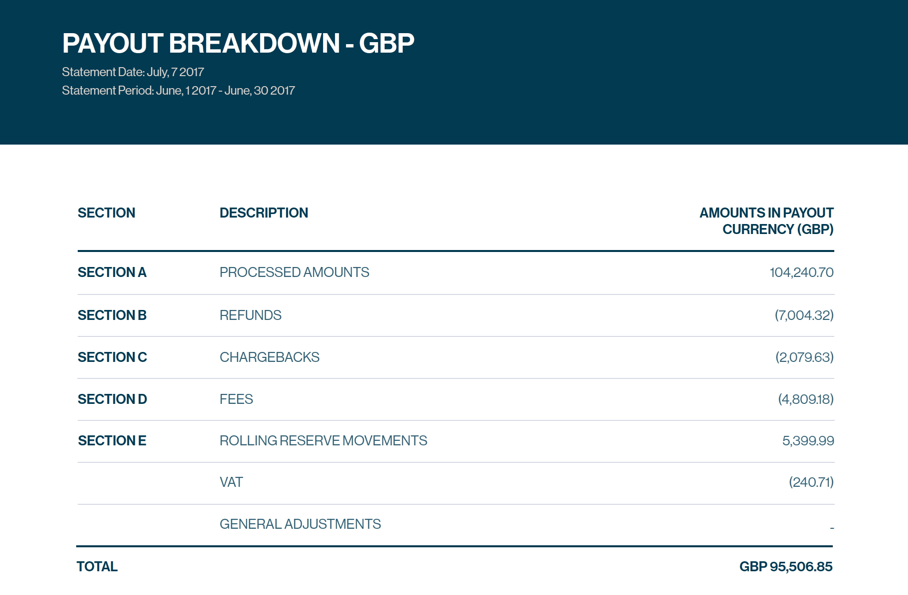 PAYOUT BREAKDOWN - GBP
Statement Date: July, 7 2017
Statement Period: June, 1 2017 - June, 30 2017
SECTION DESCRIPTION AMOUNTS IN PAYOUT
CURRENCY (GBP)
SECTION A PROCESSED AMOUNTS 104,240.70
SECTION B REFUNDS (7,004.32)
SECTION C CHARGEBACKS (2,079.63)
SECTION D FEES (4,809.18)
SECTION E ROLLING RESERVE MOVEMENTS 5,399.99
VAT (240.71)
GENERAL ADJUSTMENTS -
TOTAL GBP 95,506.85